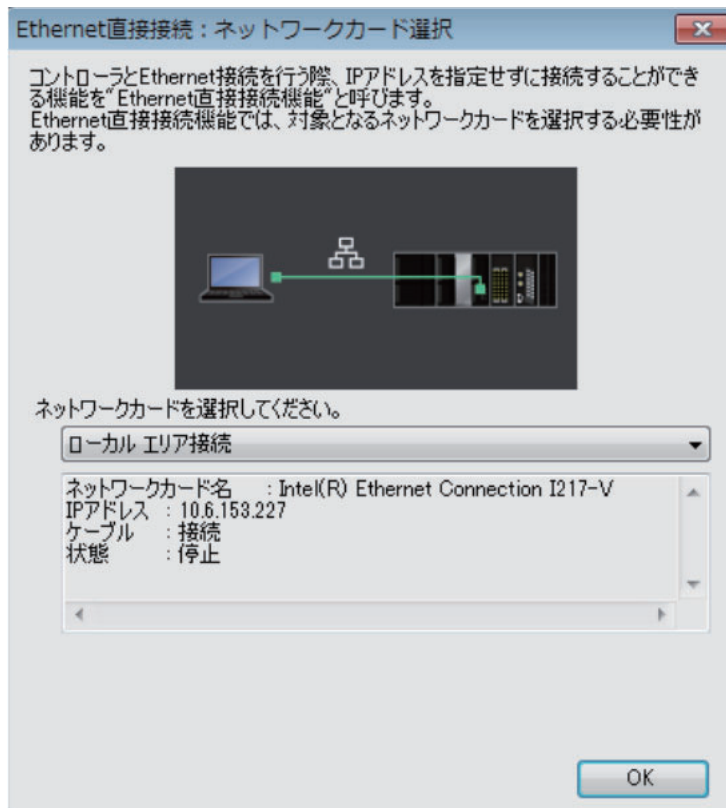 Ethernet直接接続：ネットワークカード選択
コントローラとEthernet接続を行う際、IPアドレスを指定せずに接続することができ
る機能を“Ethernet直接接続機能”と呼びます。
Ethernet直接接続機能では、対象となるネットワークカードを選択する必要性が
あります。
ネットワークカードを選択してください。
ローカル エリア接続
ネットワークカード名　：Intel(R) Ethernet Connection I217-V
IPアドレス　：10.6.153.227
ケーブル　：接続
状態　：停止
OK